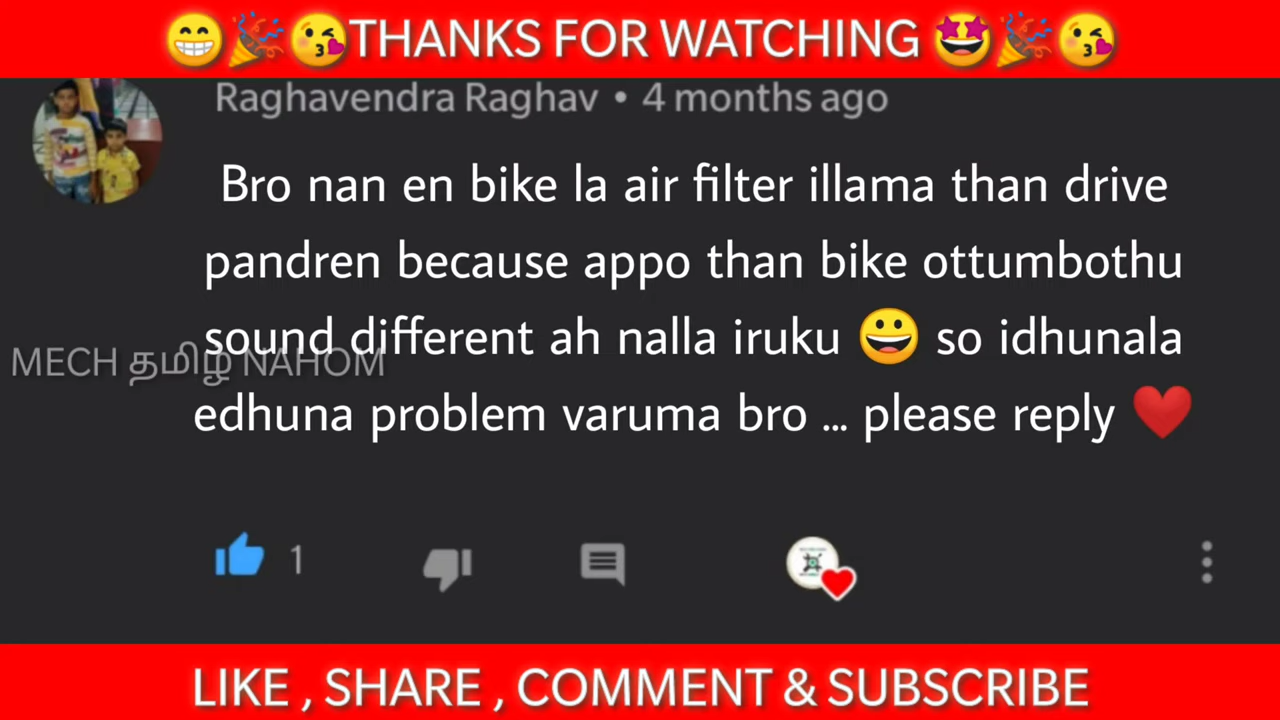 😁🎉😘THANKS FOR WATCHING 🤩🎉😘
Raghavendra Raghav • 4 months ago
Bro nan en bike la air filter illama than drive
pandren because appo than bike ottumbothu
sound different ah nalla iruku 😀 so idhunala
MECH தமிழ் NAHOM
edhuna problem varuma bro ... please reply ❤️
1
LIKE , SHARE , COMMENT & SUBSCRIBE